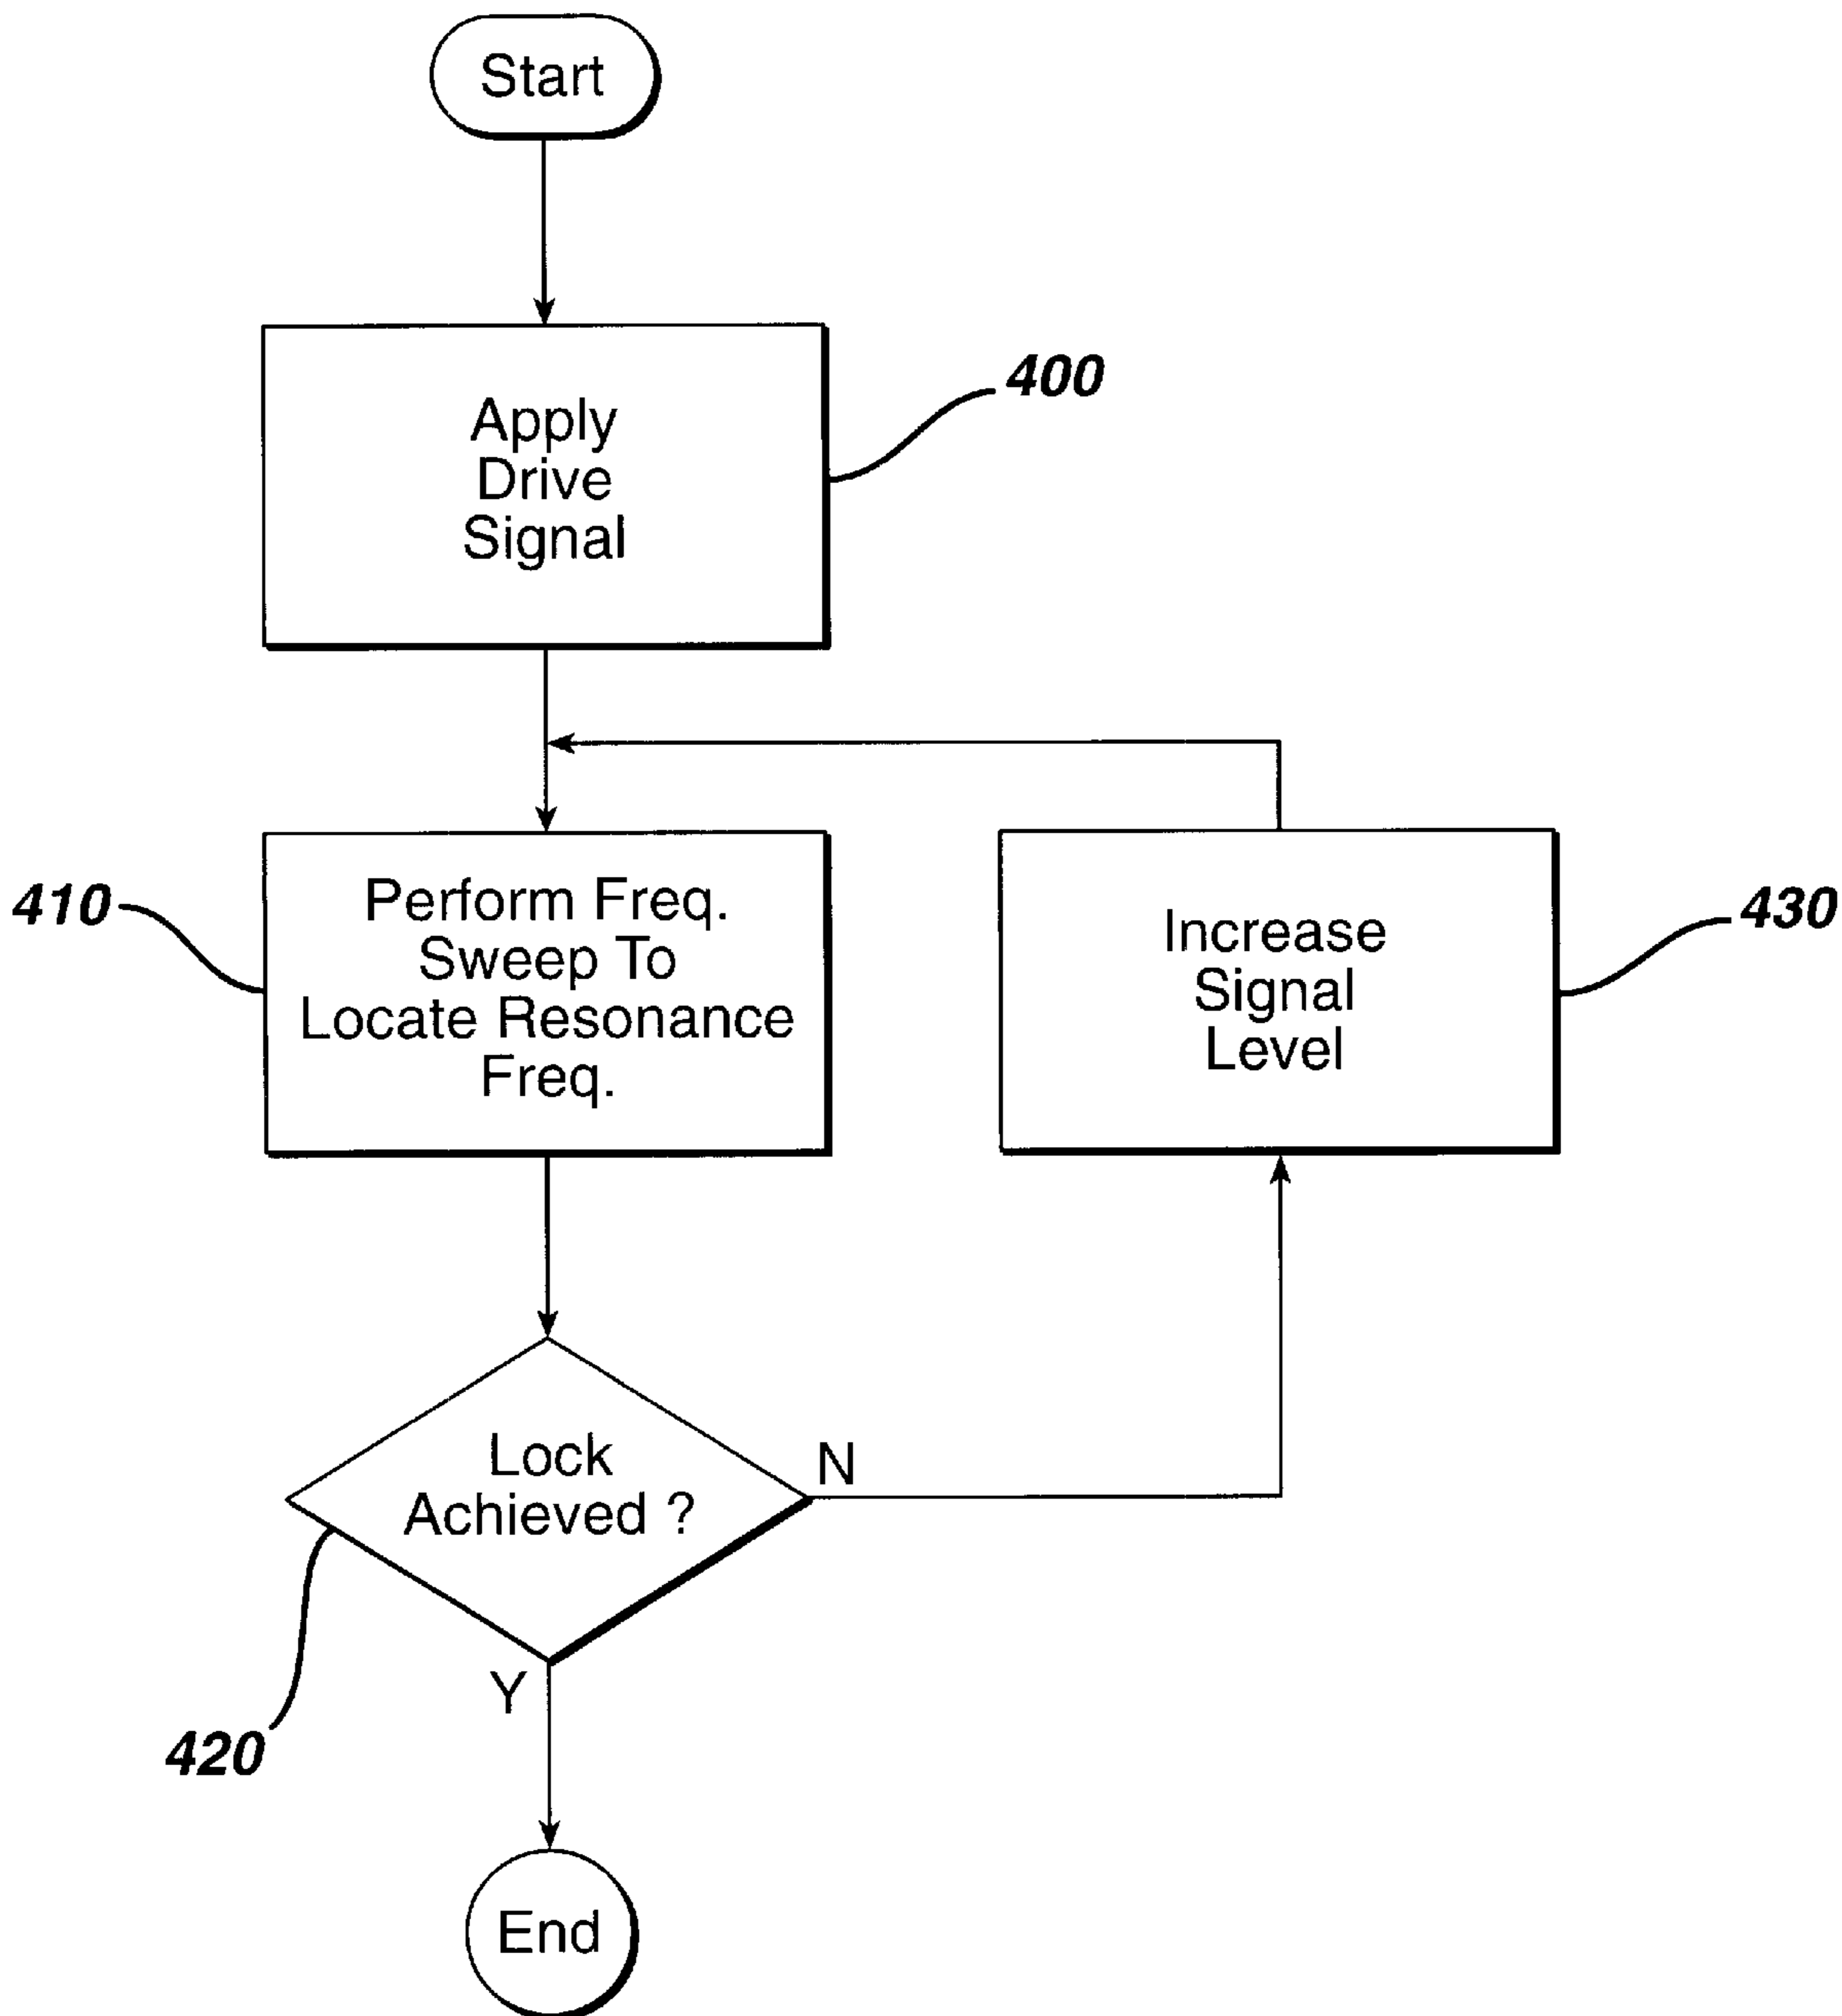 Start
Apply
Drive
Signal
400
410
Perform Freq.
Sweep To
Locate Resonance
Freq.
Increase
Signal
Level
430
Lock
Achieved ?
N
Y
420
End